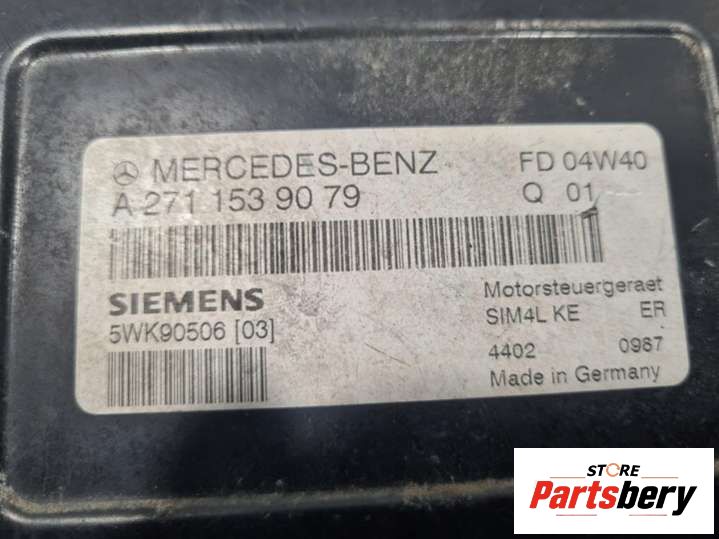 MERCEDES-BENZ FD 04W40
A 271 153 90 79 Q 01
SIEMENS Motorsteuergeraet
5WK90506 [03] SIM4L KE ER
4402 0987
Made in Germany
STORE
Partsbery